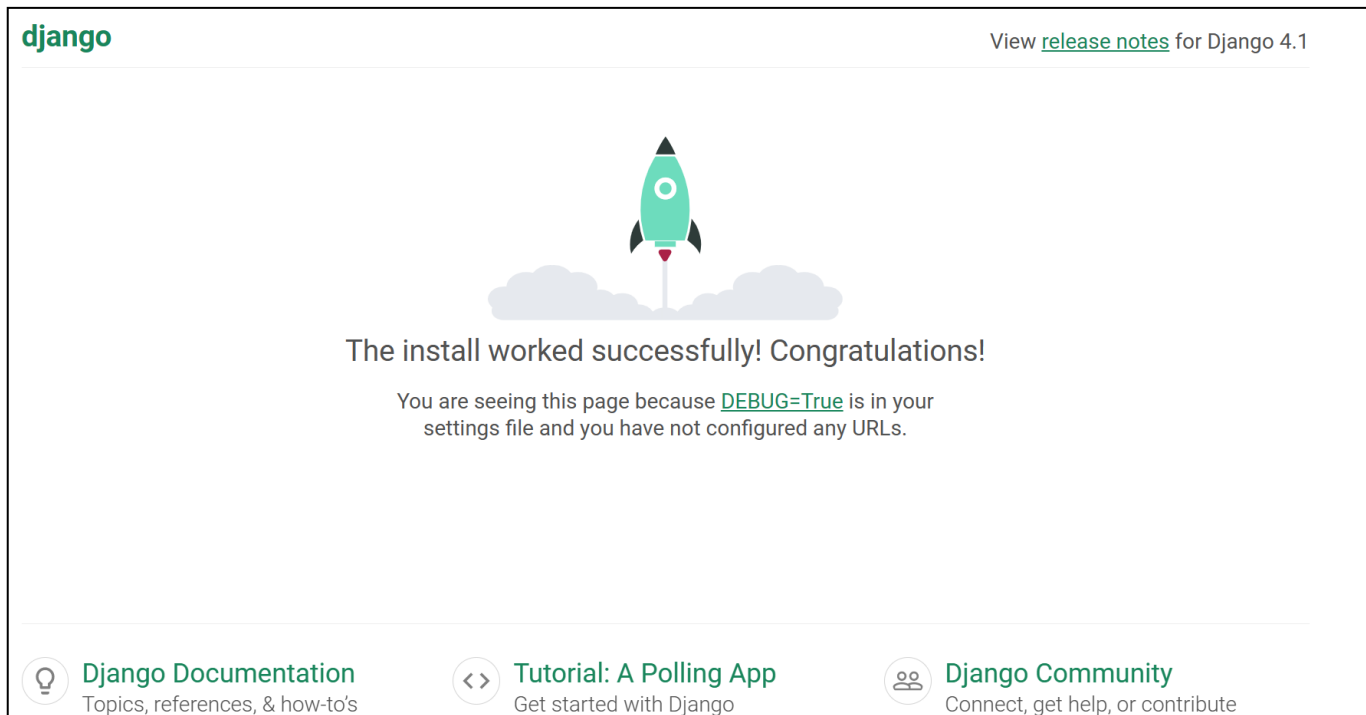 django
View release notes for Django 4.1
The install worked successfully! Congratulations!
You are seeing this page because DEBUG=True is in your
settings file and you have not configured any URLs.
Django Documentation
Topics, references, & how-to’s
Tutorial: A Polling App
Get started with Django
Django Community
Connect, get help, or contribute